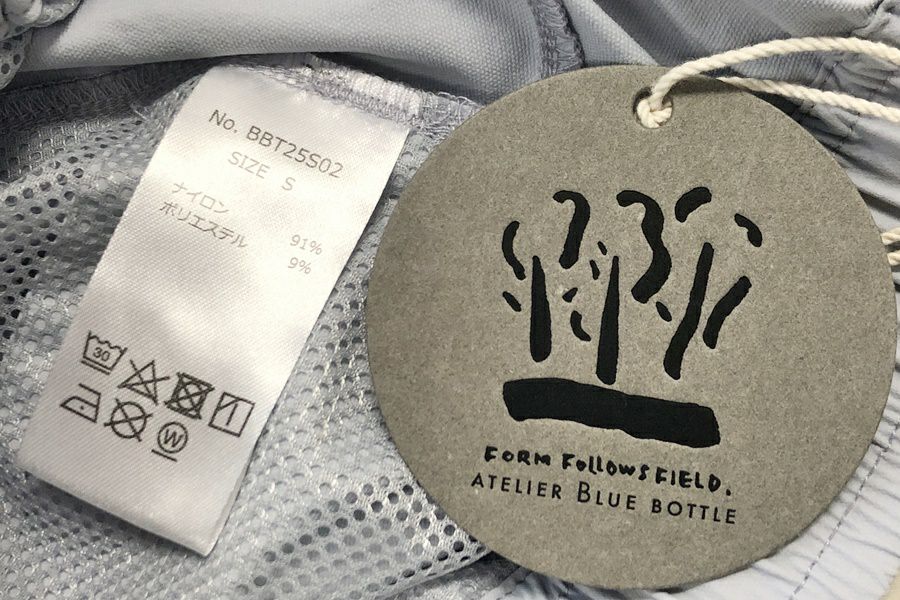 No. BBT25S02
SIZE S
ナイロン 91%
ポリエステル 9%
30
W
FORM FOLLOWS FIELD.
ATELIER BLUE BOTTLE